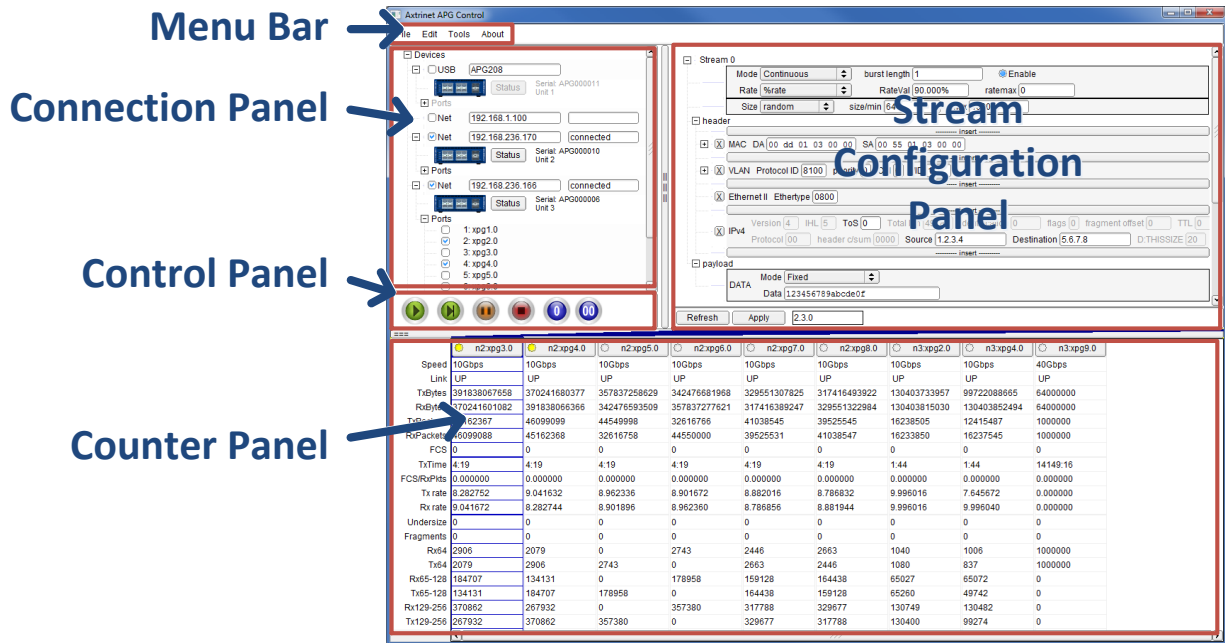 Axtrinet APG Control
Menu Bar
Edit Tools About
Devices
USB APG208
Status Serial: APG000011
Unit 1
Ports
Connection Panel
Net 192.168.1.100
Net 192.168.236.170 connected
Status Serial: APG000010
Unit 2
Ports
Net 192.168.236.166 connected
Status Serial: APG000006
Unit 3
Ports
1: xpg1.0
2: xpg2.0
3: xpg3.0
4: xpg4.0
5: xpg5.0
Control Panel
0 00
Stream 0
Mode Continuous burst length 1 Enable
Rate %rate RateVal 90.000% ratemax 0
Size random size/min
Stream
Configuration
Panel
header
insert
MAC DA 00 dd 01 03 00 00 SA 00 55 01 03 00 00
VLAN Protocol ID 8100
insert
Ethernet II Ethertype 0800
IPv4 Version 4 IHL 5 ToS 0 0 flags 0 fragment offset 0 TTL 0
Protocol 00 header c/sum 0000 Source 1.2.3.4 Destination 5.6.7.8 D:THISSIZE 20
insert
payload
DATA Mode Fixed
Data 123456789abcde0f
Refresh Apply 2.3.0
Counter Panel
n2:xpg3.0 n2:xpg4.0 n2:xpg5.0 n2:xpg6.0 n2:xpg7.0 n2:xpg8.0 n3:xpg2.0 n3:xpg4.0 n3:xpg9.0
Speed 10Gbps 10Gbps 10Gbps 10Gbps 10Gbps 10Gbps 10Gbps 10Gbps 40Gbps
Link UP UP UP UP UP UP UP UP UP
TxBytes 391838067658 370241680377 357837258629 342476681968 329551307825 317416493922 130403733957 99722088665 64000000
370241601082 391838066366 342476593509 357837277621 317416389247 329551322984 130403815030 130403852494 64000000
46099099 44549998 32616766 41038545 39525545 16238505 12415487 1000000
RxPackets 46099088 45162368 32616758 44550000 39525531 41038547 16233850 16237545 1000000
FCS 0 0 0 0 0 0 0 0 0
TxTime 4:19 4:19 4:19 4:19 4:19 4:19 1:44 1:44 14149:16
FCS/RxPkts 0.000000 0.000000 0.000000 0.000000 0.000000 0.000000 0.000000 0.000000 0.000000
Tx rate 8.282752 9.041632 8.962336 8.901672 8.882016 8.786832 9.996016 7.645672 0.000000
Rx rate 9.041672 8.282744 8.901896 8.962360 8.786856 8.881944 9.996016 9.996040 0.000000
Undersize 0 0 0 0 0 0 0 0 0
Fragments 0 0 0 0 0 0 0 0 0
Rx64 2906 2079 0 2743 2446 2663 1040 1006 1000000
Tx64 2079 2906 2743 0 2663 2446 1080 837 1000000
Rx65-128 184707 134131 0 178958 159128 164438 65027 65072 0
Tx65-128 134131 184707 178958 0 164438 159128 65260 49742 0
Rx129-256 370862 267932 0 357380 317788 329677 130749 130482 0
Tx129-256 267932 370862 357380 0 329677 317788 130400 99274 0